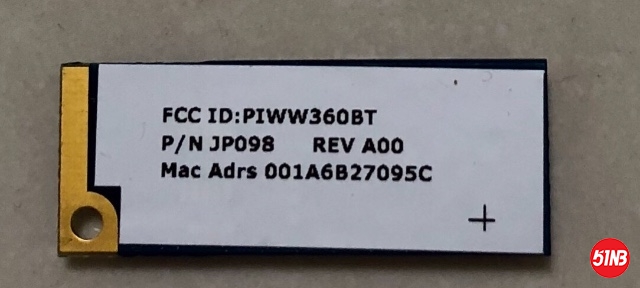 FCC ID:PIWW360BT
P/N JP098 REV A00
Mac Adrs 001A6B27095C
51NB